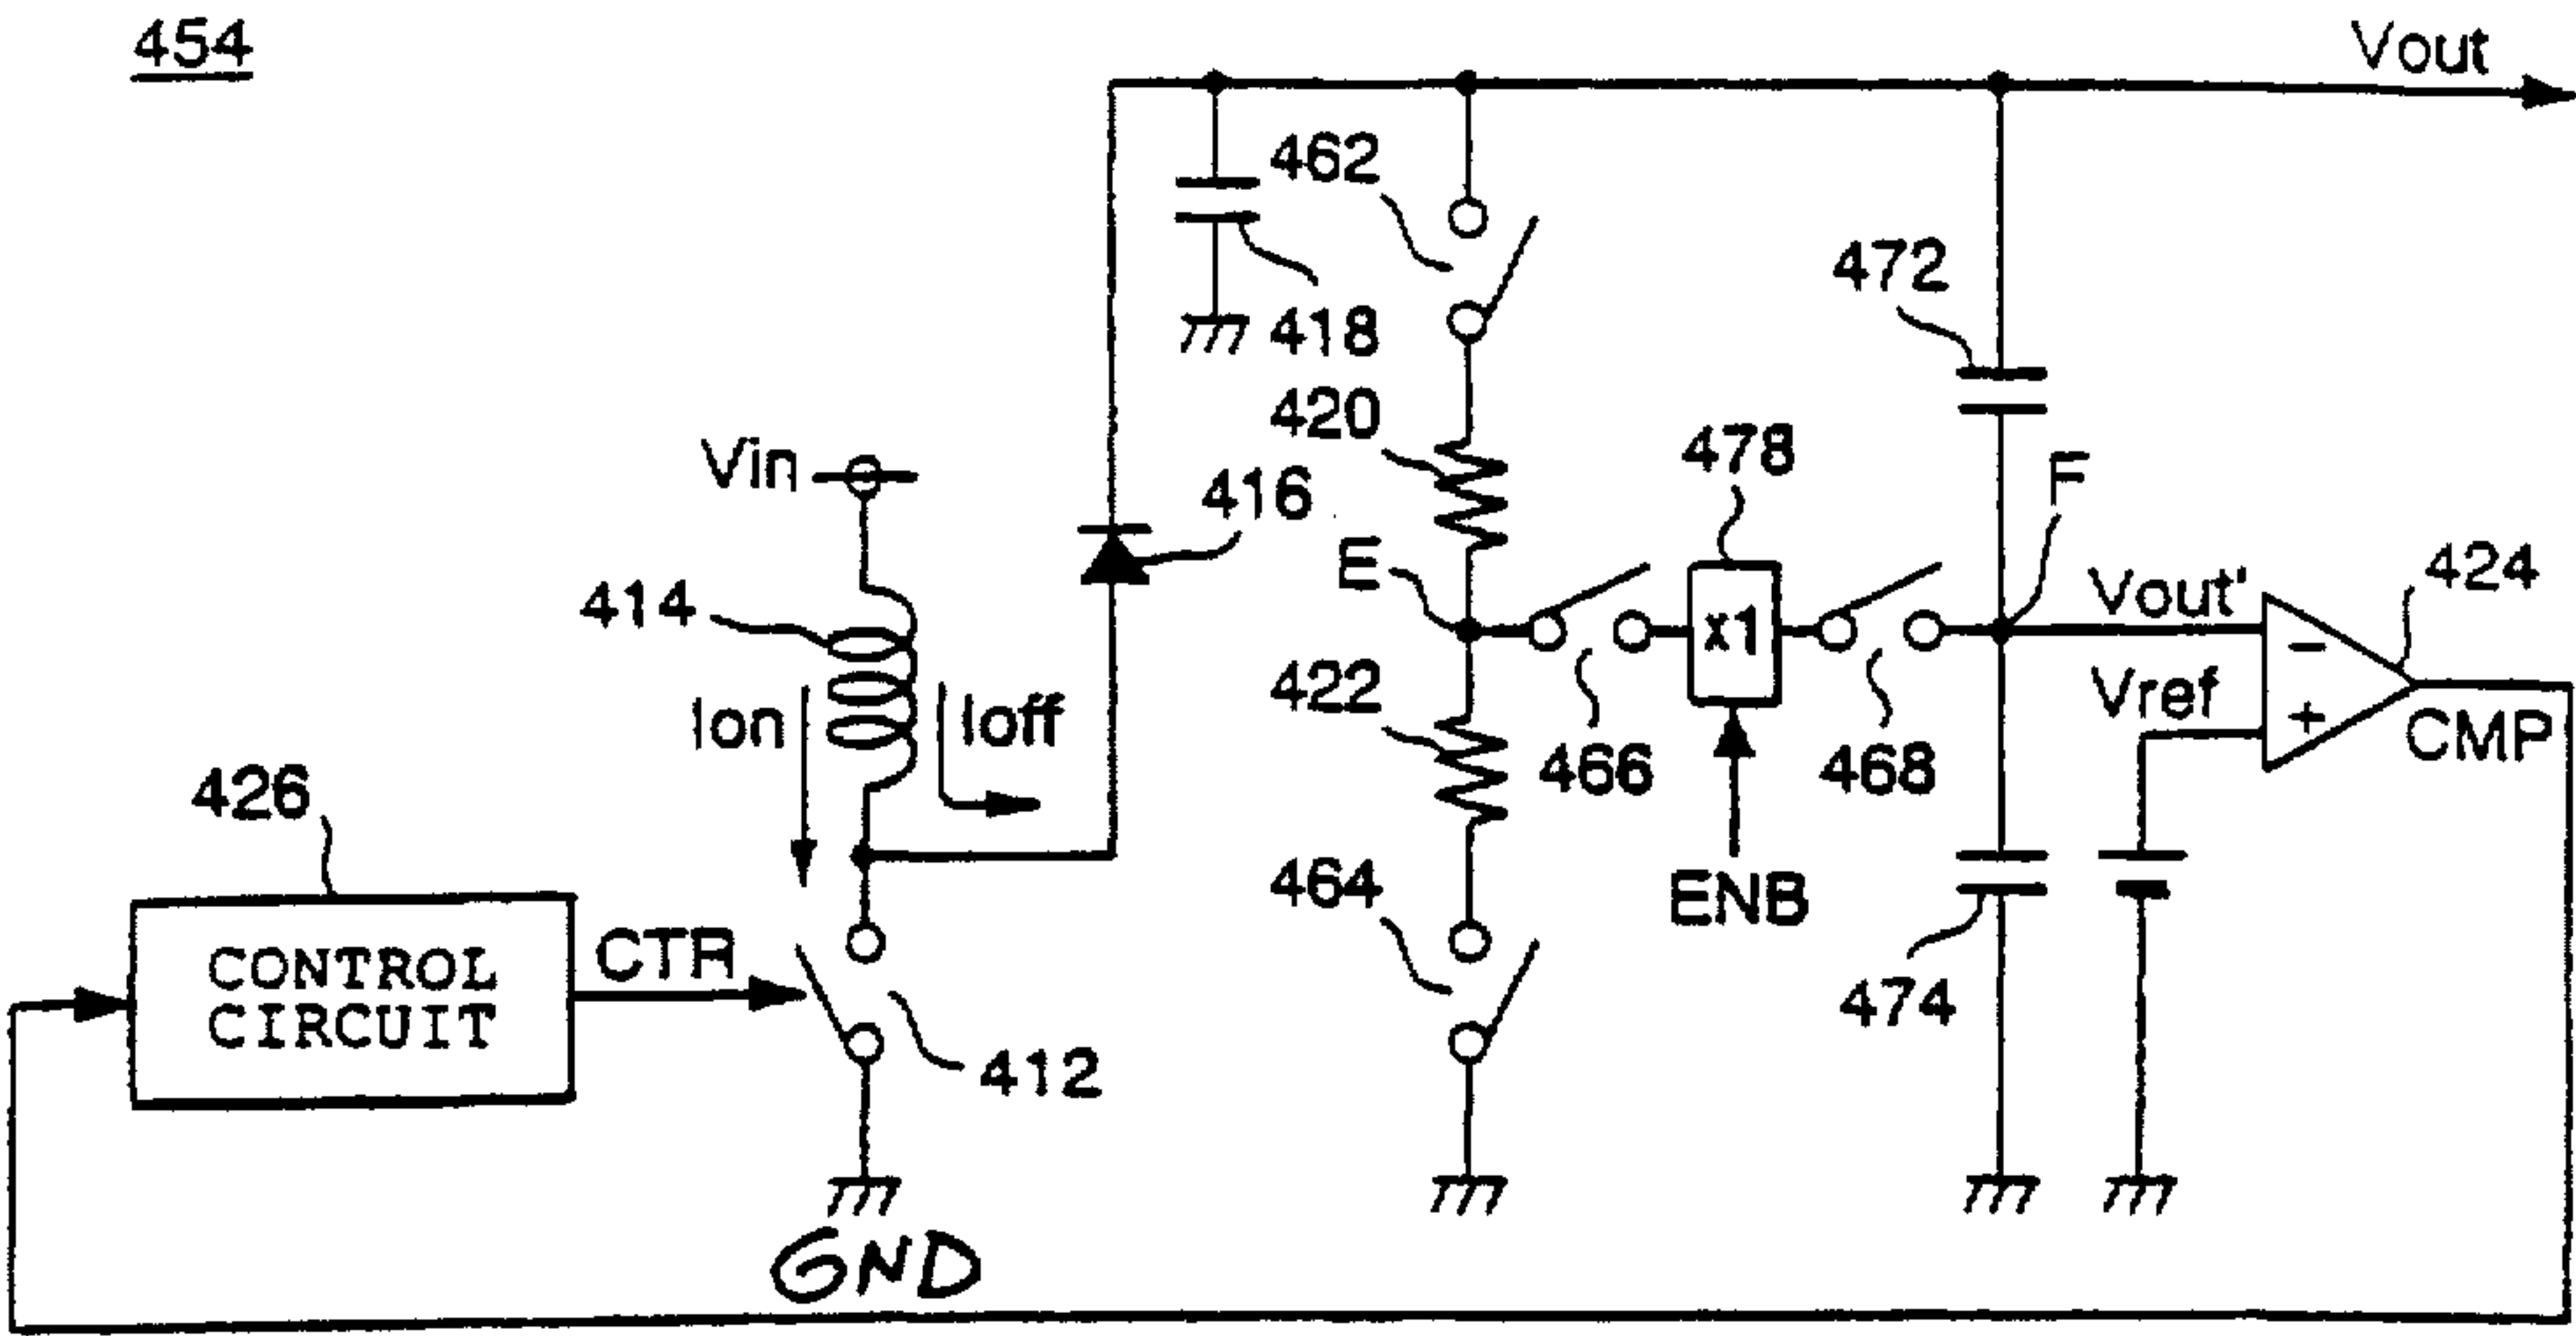 454
Vout
462
472
418
420
478
Vin
416
F
E
424
414
Vout'
x1
422
Vref
Ion
Ioff
466
468
CMP
426
464
ENB
CONTROL
CIRCUIT
CTR
474
412
GND